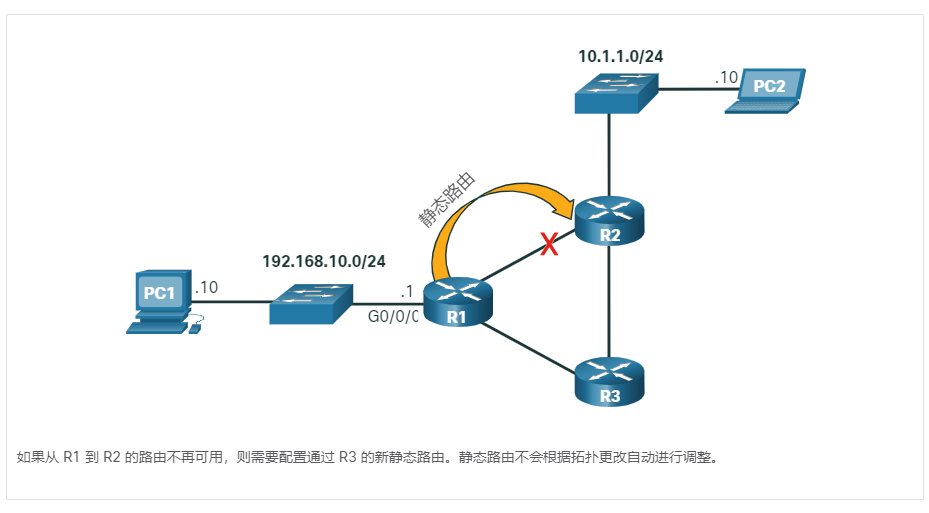 10.1.1.0/24
.10
PC2
静态路由
R2
192.168.10.0/24
PC1
.10
.1
G0/0/0
R1
R3
如果从 R1 到 R2 的路由不再可用，则需要配置通过 R3 的新静态路由。静态路由不会根据拓扑更改自动进行调整。